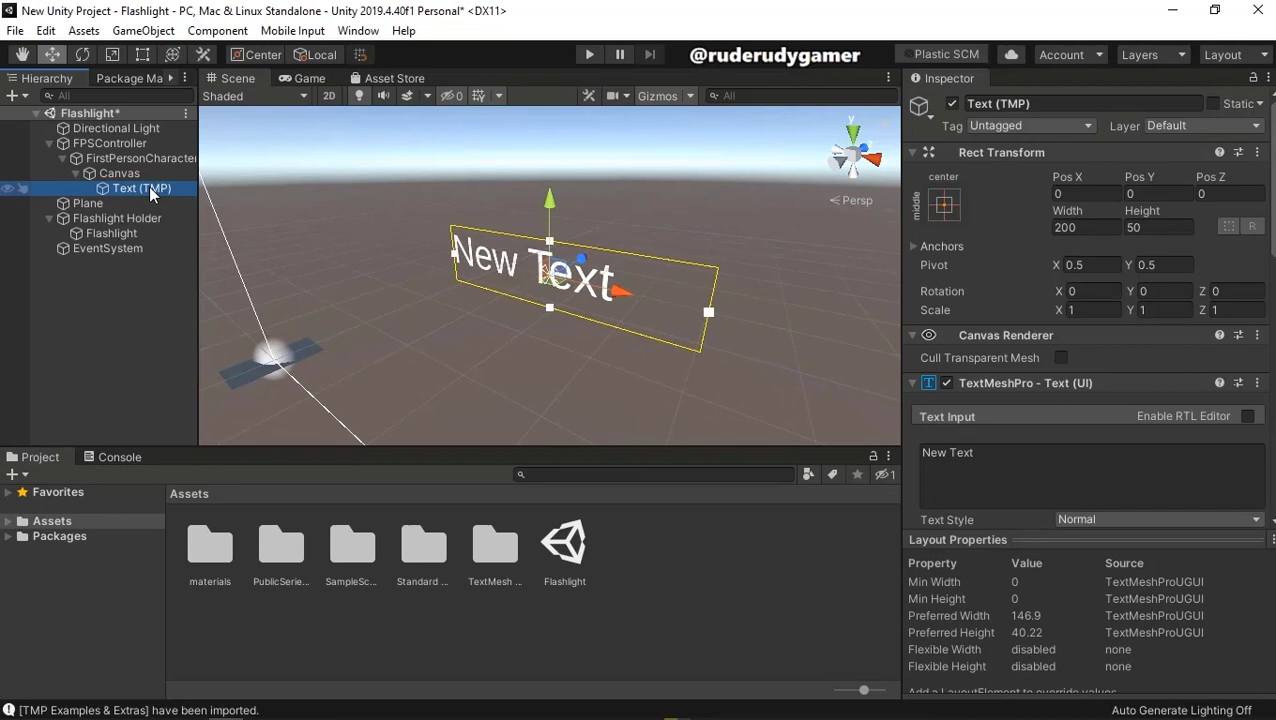 New Unity Project - Flashlight - PC, Mac & Linux Standalone - Unity 2019.4.40f1 Personal* <DX11>
File Edit Assets GameObject Component Mobile Input Window Help
Center Local @ruderudygamer Plastic SCM Account Layers Layout
Hierarchy Package Ma Scene Game Asset Store Inspector
All Shaded 2D 0 Gizmos All Text (TMP) Static
Flashlight* Tag Untagged Layer Default
Directional Light
FPSController
FirstPersonCharacter
Canvas
Text (TMP)
Plane
Flashlight Holder
Flashlight
EventSystem
y
Persp
New Text
Rect Transform
center Pos X Pos Y Pos Z
middle 0 0 0
Width Height
200 50 R
Anchors
Pivot X 0.5 Y 0.5
Rotation X 0 Y 0 Z 0
Scale X 1 Y 1 Z 1
Canvas Renderer
Cull Transparent Mesh
TextMeshPro - Text (UI)
Text Input Enable RTL Editor
New Text
Text Style Normal
Layout Properties
Property Value Source
Min Width 0 TextMeshProUGUI
Min Height 0 TextMeshProUGUI
Preferred Width 146.9 TextMeshProUGUI
Preferred Height 40.22 TextMeshProUGUI
Flexible Width disabled none
Flexible Height disabled none
Add a LayoutElement to override values
Project Console
1
Favorites Assets
Assets
Packages
materials PublicSerie... SampleSc... Standard ... TextMesh ... Flashlight
[TMP Examples & Extras] have been imported. Auto Generate Lighting Off